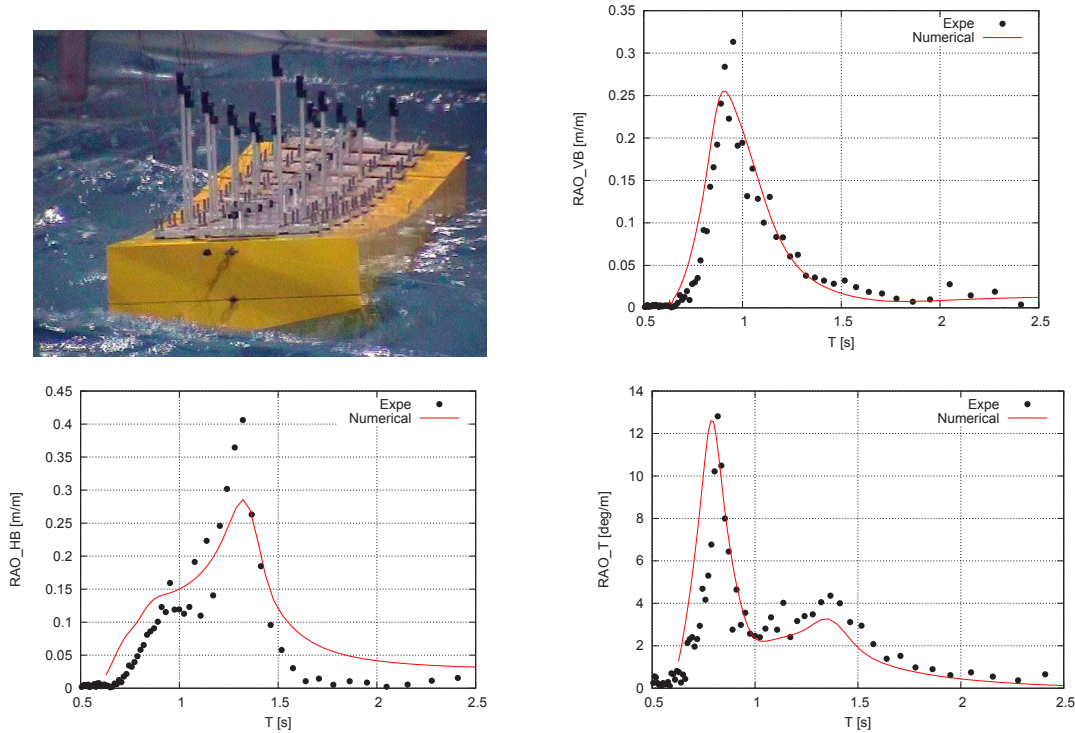 Expe
Numerical
RAO_VB [m/m]
0.35
0.3
0.25
0.2
0.15
0.1
0.05
0
0.5 1 1.5 2 2.5
T [s]
Expe
Numerical
RAO_HB [m/m]
0.45
0.4
0.35
0.3
0.25
0.2
0.15
0.1
0.05
0
0.5 1 1.5 2 2.5
T [s]
Expe
Numerical
RAO_T [deg/m]
14
12
10
8
6
4
2
0
0.5 1 1.5 2 2.5
T [s]